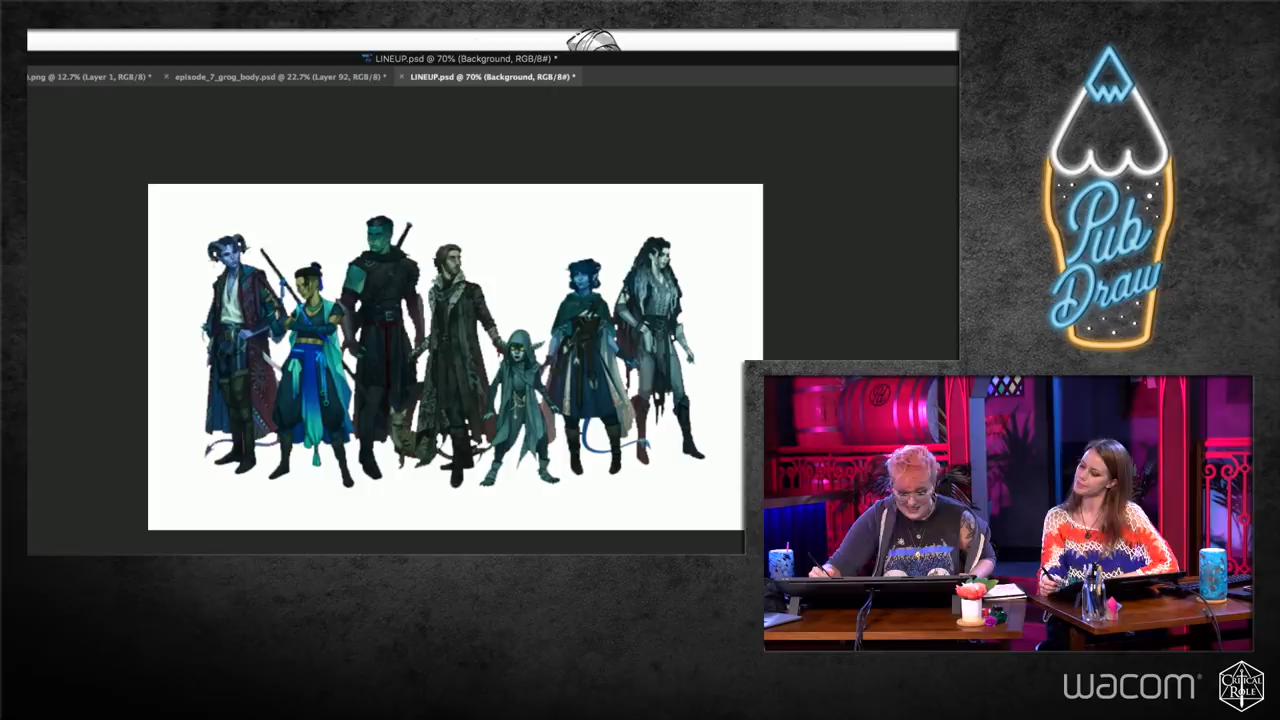 LINEUP.psd @ 70% (Background, RGB/8#) *
).png @ 12.7% (Layer 1, RGB/8) *
× episode_7_grog_body.psd @ 22.7% (Layer 92, RGB/8) *
× LINEUP.psd @ 70% (Background, RGB/8#) *
Pub
Draw
wacom®
CRITICAL
ROLE